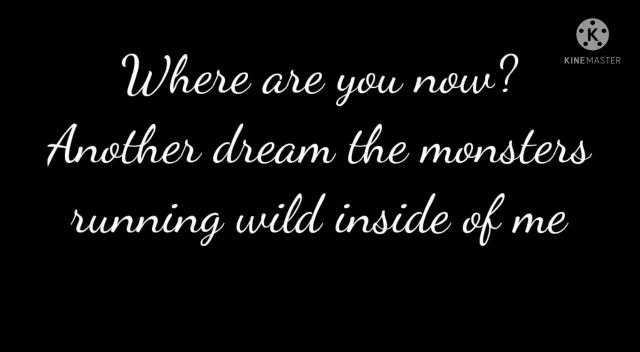 Where are you now?
Another dream the monsters
running wild inside of me
K
KINEMASTER